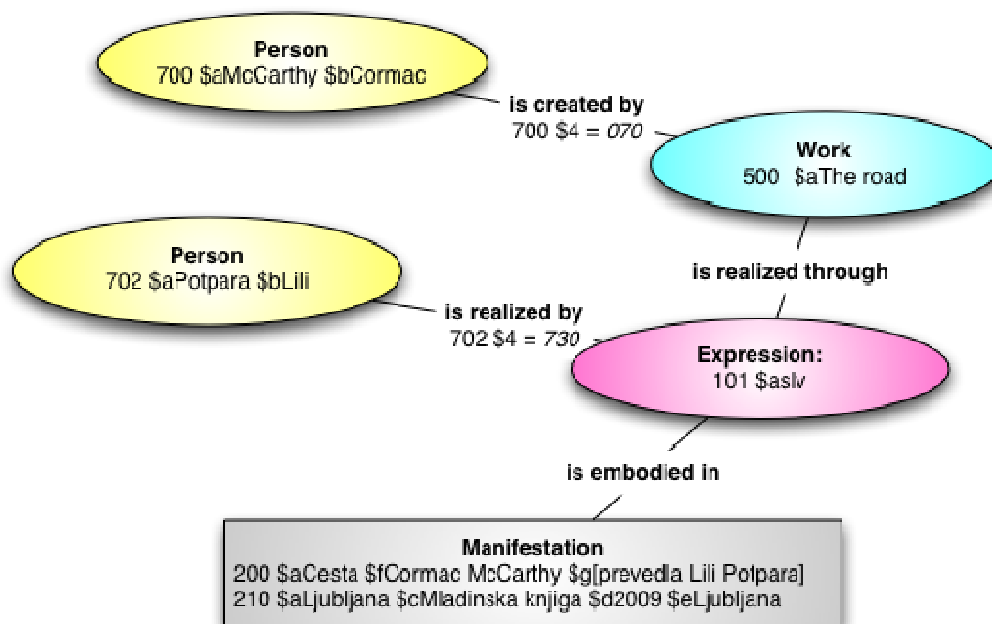 Person
700 $aMcCarthy $bCormac
is created by
700 $4 = 070
Work
500 $aThe road
Person
702 $aPotpara $bLili
is realized through
is realized by
702 $4 = 730
Expression:
101 $aslv
is embodied in
Manifestation
200 $aCesta $fCormac McCarthy $g[prevedla Lili Potpara]
210 $aLjubljana $cMladinska knjiga $d2009 $eLjubljana